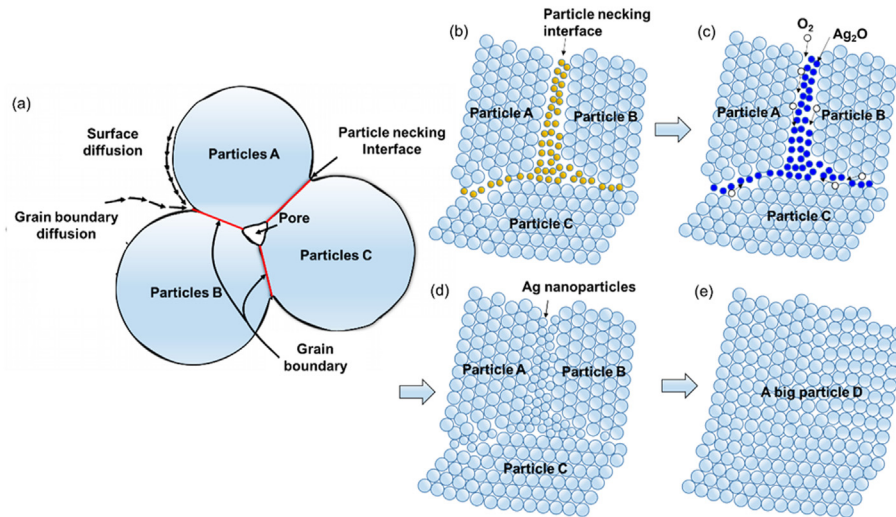 (a)
Surface
diffusion
Particles A
Particle necking
Interface
Grain boundary
diffusion
Pore
Particles B
Particles C
Grain
boundary
(b)
Particle necking
interface
Particle A
Particle B
Particle C
(c)
O₂
Ag₂O
Particle A
Particle B
Particle C
(d)
Ag nanoparticles
Particle A
Particle B
Particle C
(e)
A big particle D